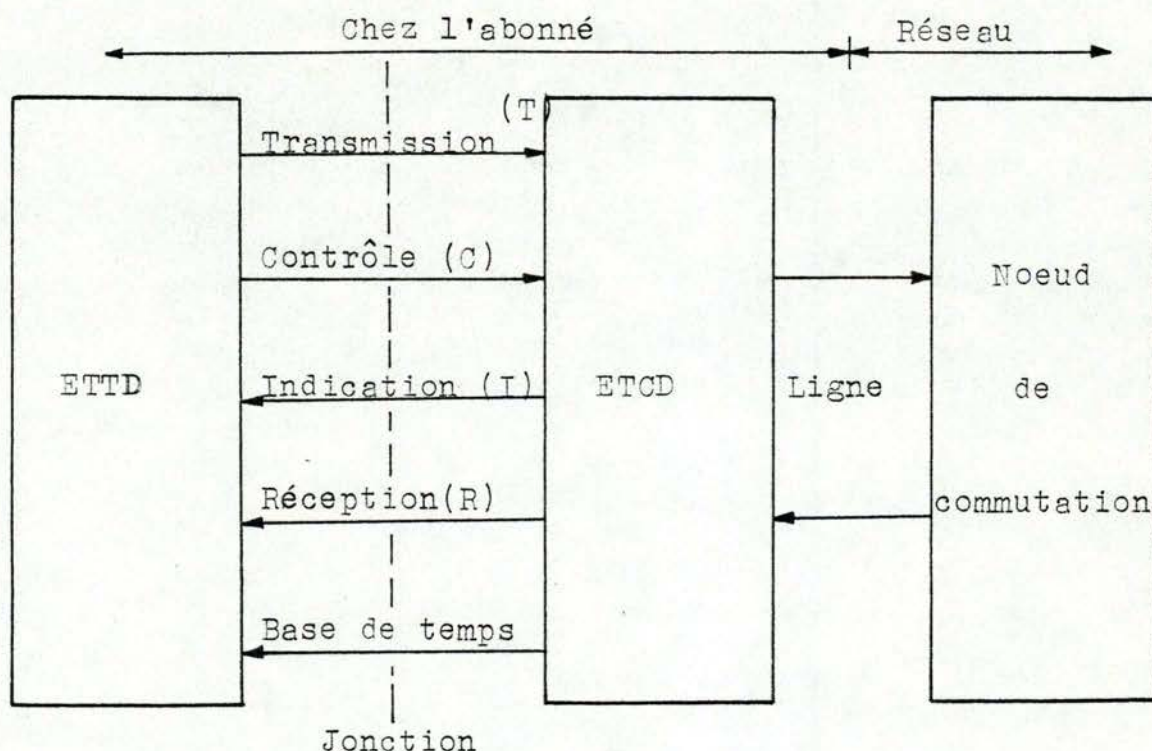 Chez l'abonné Réseau
(T)
Transmission
Contrôle (C) Noeud
ETTD Indication (I) ETCD Ligne de
Réception(R) commutation
Base de temps
Jonction